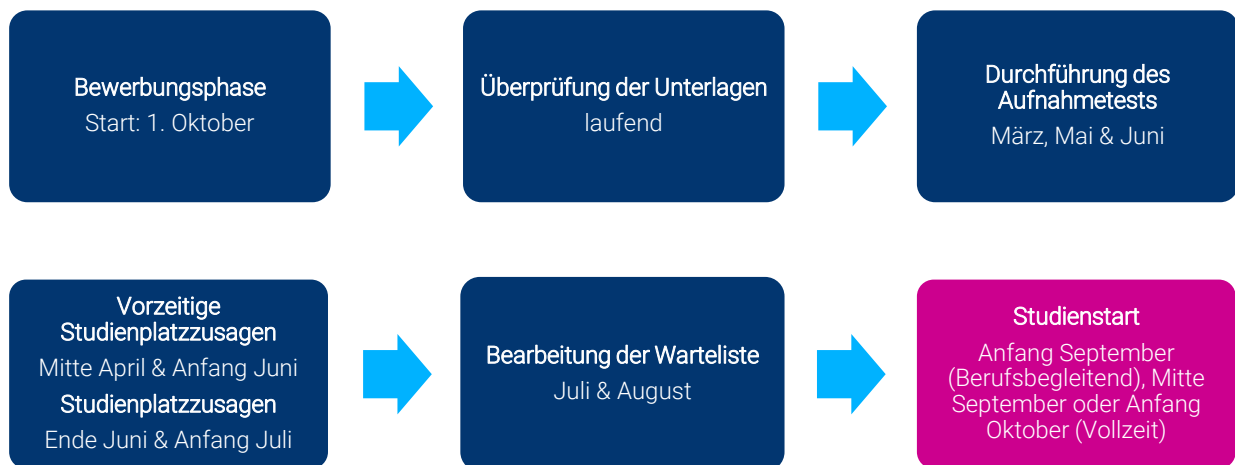 Bewerbungsphase
Start: 1. Oktober
Überprüfung der Unterlagen
laufend
Durchführung des
Aufnahmetests
März, Mai & Juni
Vorzeitige
Studienplatzzusagen
Mitte April & Anfang Juni
Studienplatzzusagen
Ende Juni & Anfang Juli
Bearbeitung der Warteliste
Juli & August
Studienstart
Anfang September
(Berufsbegleitend), Mitte
September oder Anfang
Oktober (Vollzeit)